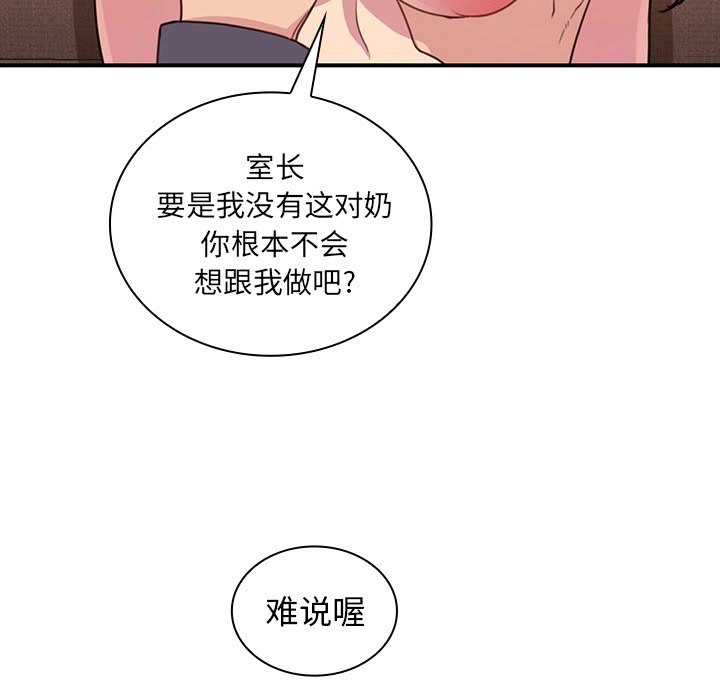 室长
要是我没有这对奶
你根本不会
想跟我做吧?
难说喔